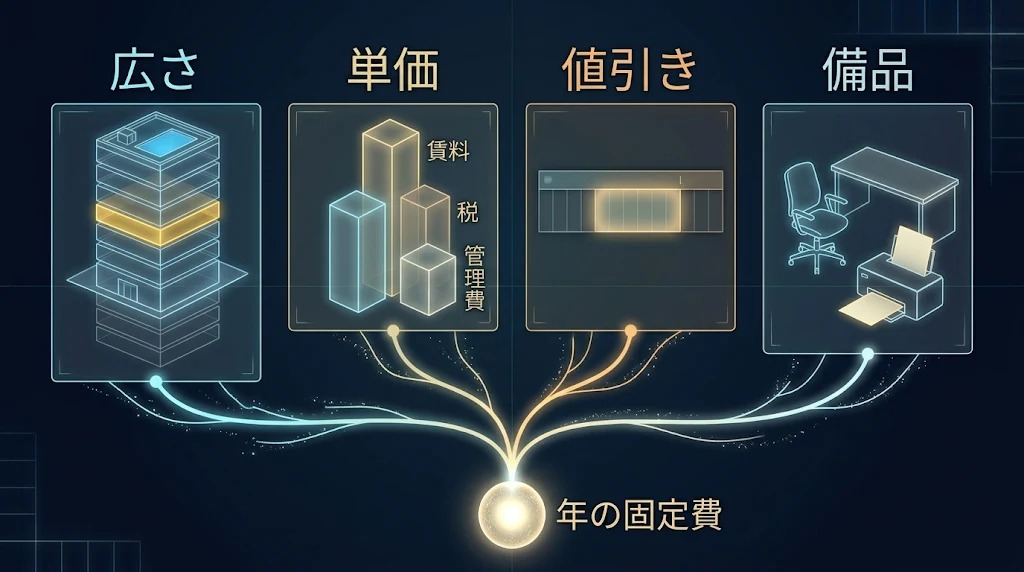 広さ
単価
値引き
備品
賃料
税
管理費
年の固定費